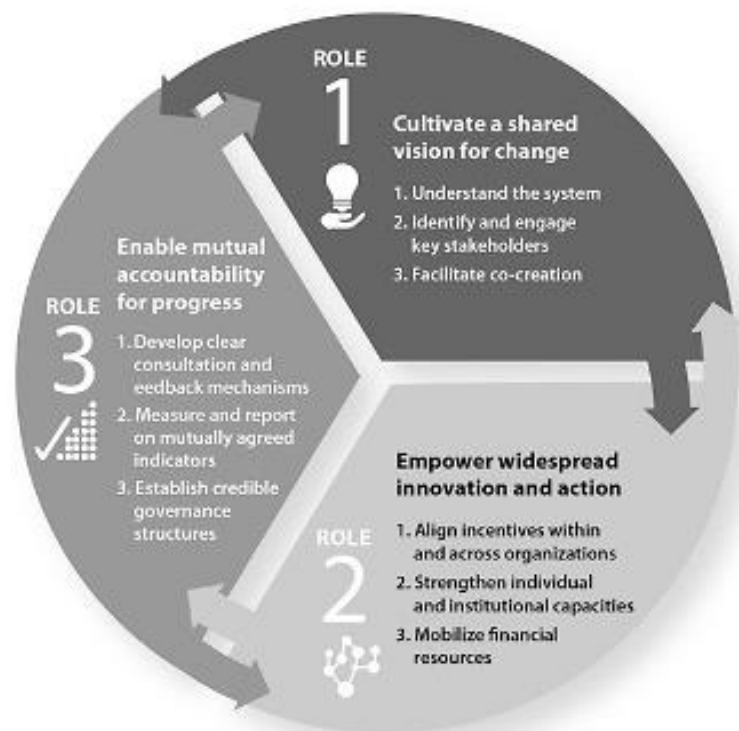 ROLE
1
Cultivate a shared
vision for change
1. Understand the system
2. Identify and engage
key stakeholders
3. Facilitate co-creation
ROLE
2
Empower widespread
innovation and action
1. Align incentives within
and across organizations
2. Strengthen individual
and institutional capacities
3. Mobilize financial
resources
ROLE
3
Enable mutual
accountability
for progress
1. Develop clear
consultation and
eedback mechanisms
2. Measure and report
on mutually agreed
indicators
3. Establish credible
governance
structures